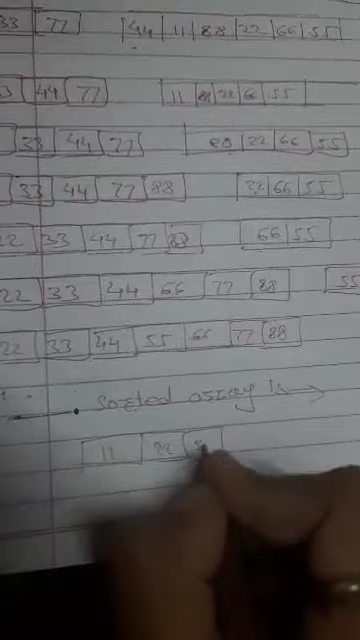 33 77 44 11 88 22 66 55
44 77 11 88 22 66 55
33 44 77 88 22 66 55
33 44 77 88 22 66 55
22 33 44 77 88 66 55
22 33 44 66 77 88 55
22 33 44 55 66 77 88
Sorted array is →
11 22